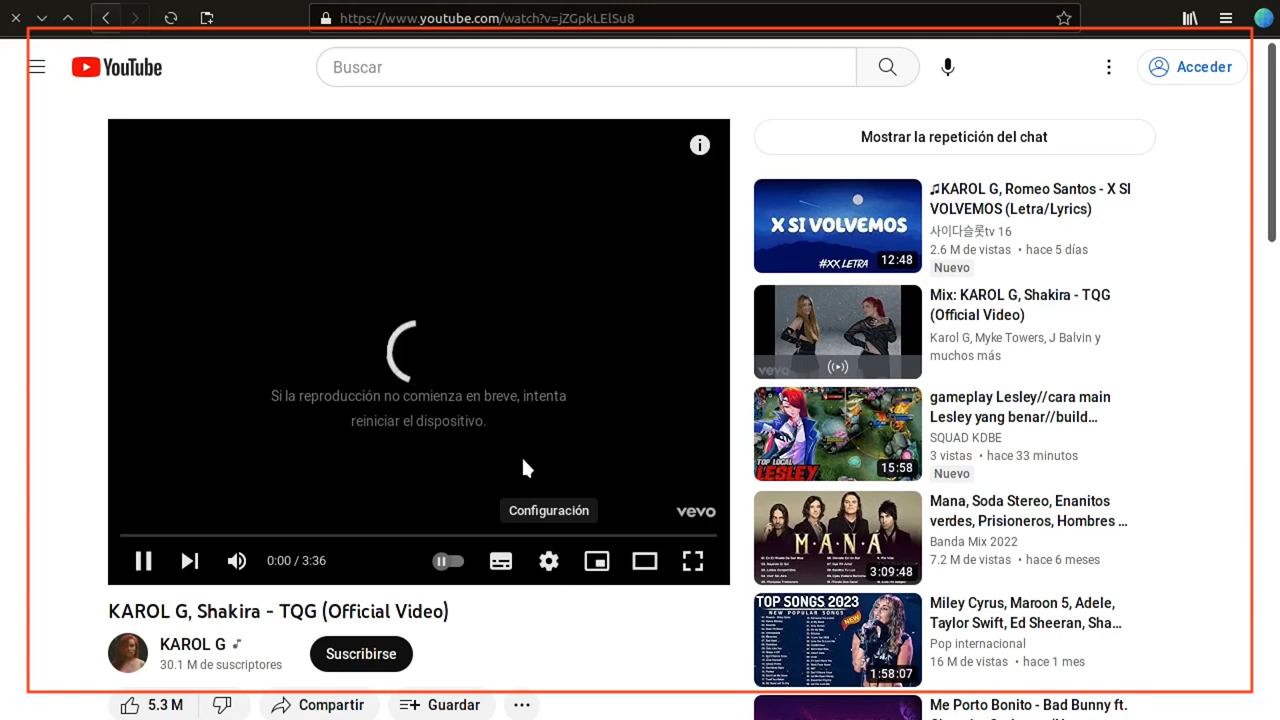 https://www.youtube.com/watch?v=jZGpkLElSu8
YouTube
Buscar
Acceder
Si la reproducción no comienza en breve, intenta
reiniciar el dispositivo.
Configuración
vevo
0:00 / 3:36
KAROL G, Shakira - TQG (Official Video)
KAROL G
30.1 M de suscriptores
Suscribirse
5.3 M
Compartir
Guardar
Mostrar la repetición del chat
X SI VOLVEMOS
#XX LETRA
12:48
♫KAROL G, Romeo Santos - X SI
VOLVEMOS (Letra/Lyrics)
사이다슬롯tv 16
2.6 M de vistas • hace 5 días
Nuevo
vevo
Mix: KAROL G, Shakira - TQG
(Official Video)
Karol G, Myke Towers, J Balvin y
muchos más
TOP LOCAL
LESLEY
15:58
gameplay Lesley//cara main
Lesley yang benar//build...
SQUAD KDBE
3 vistas • hace 33 minutos
Nuevo
MANÁ
3:09:48
Mana, Soda Stereo, Enanitos
verdes, Prisioneros, Hombres ...
Banda Mix 2022
7.2 M de vistas • hace 6 meses
TOP SONGS 2023
NEW POPULAR SONGS
NEW
1:58:07
Miley Cyrus, Maroon 5, Adele,
Taylor Swift, Ed Sheeran, Sha...
Pop internacional
16 M de vistas • hace 1 mes
Me Porto Bonito - Bad Bunny ft.